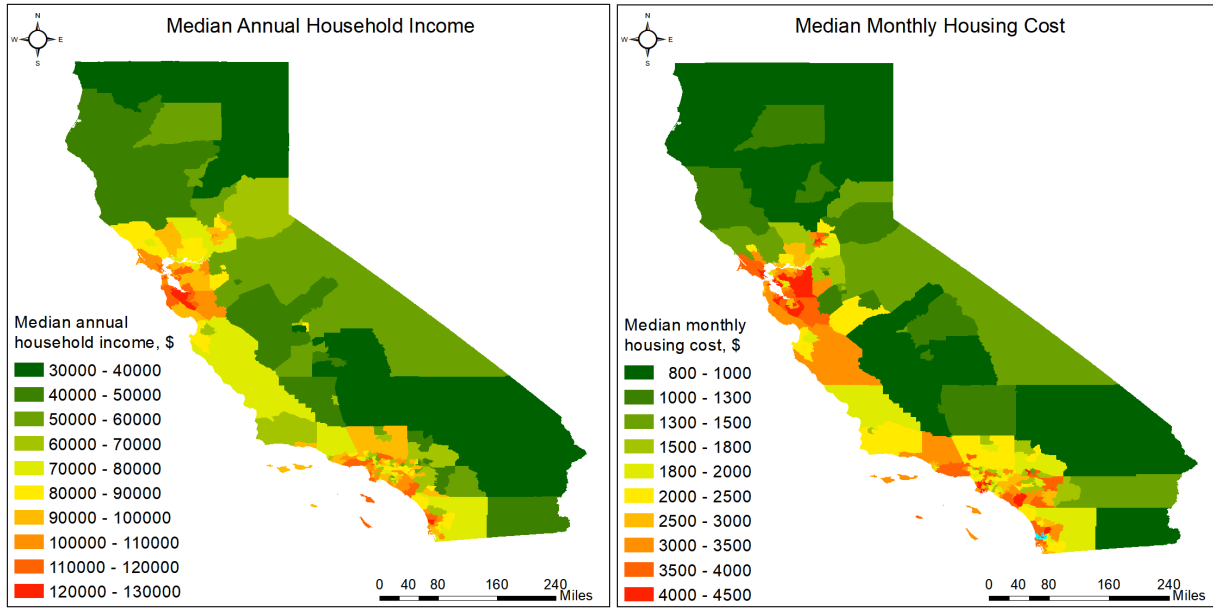 N
W E
S
Median Annual Household Income
Median annual
household income, $
30000 - 40000
40000 - 50000
50000 - 60000
60000 - 70000
70000 - 80000
80000 - 90000
90000 - 100000
100000 - 110000
110000 - 120000
120000 - 130000
0 40 80 160 240
Miles
N
W E
S
Median Monthly Housing Cost
Median monthly
housing cost, $
800 - 1000
1000 - 1300
1300 - 1500
1500 - 1800
1800 - 2000
2000 - 2500
2500 - 3000
3000 - 3500
3500 - 4000
4000 - 4500
0 40 80 160 240
Miles